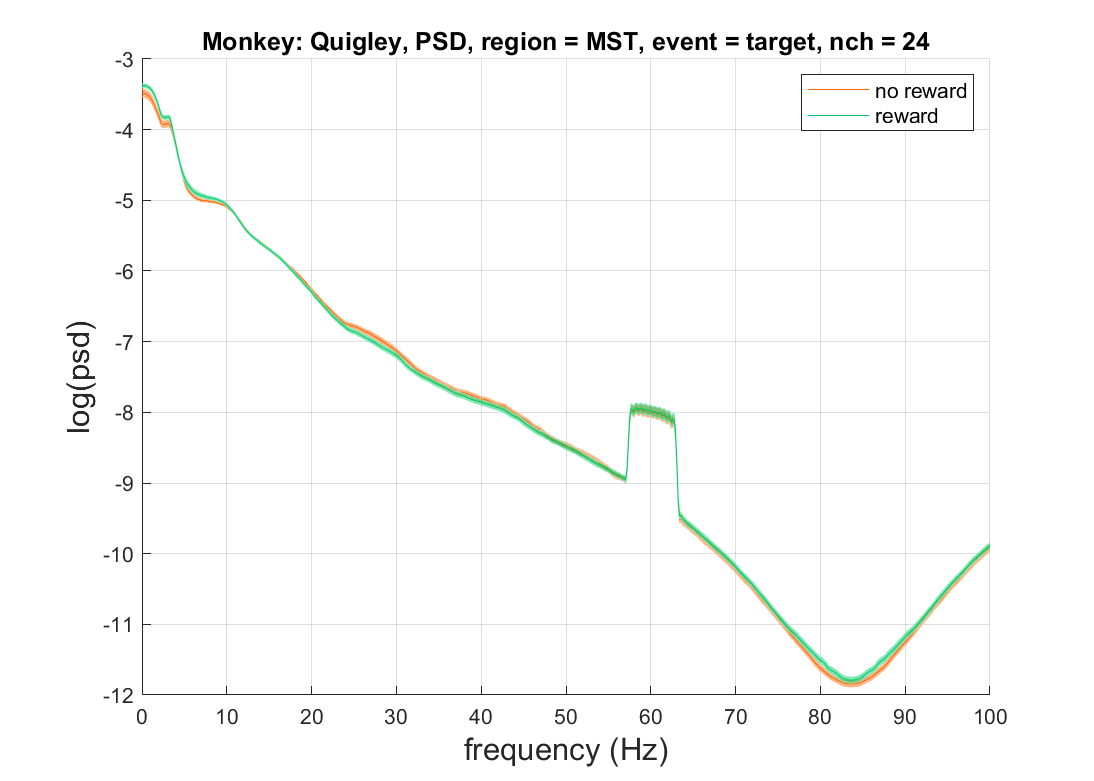 Monkey: Quigley, PSD, region = MST, event = target, nch = 24
no reward
reward
-3
-4
-5
-6
-7
-8
-9
-10
-11
-12
log(psd)
0 10 20 30 40 50 60 70 80 90 100
frequency (Hz)